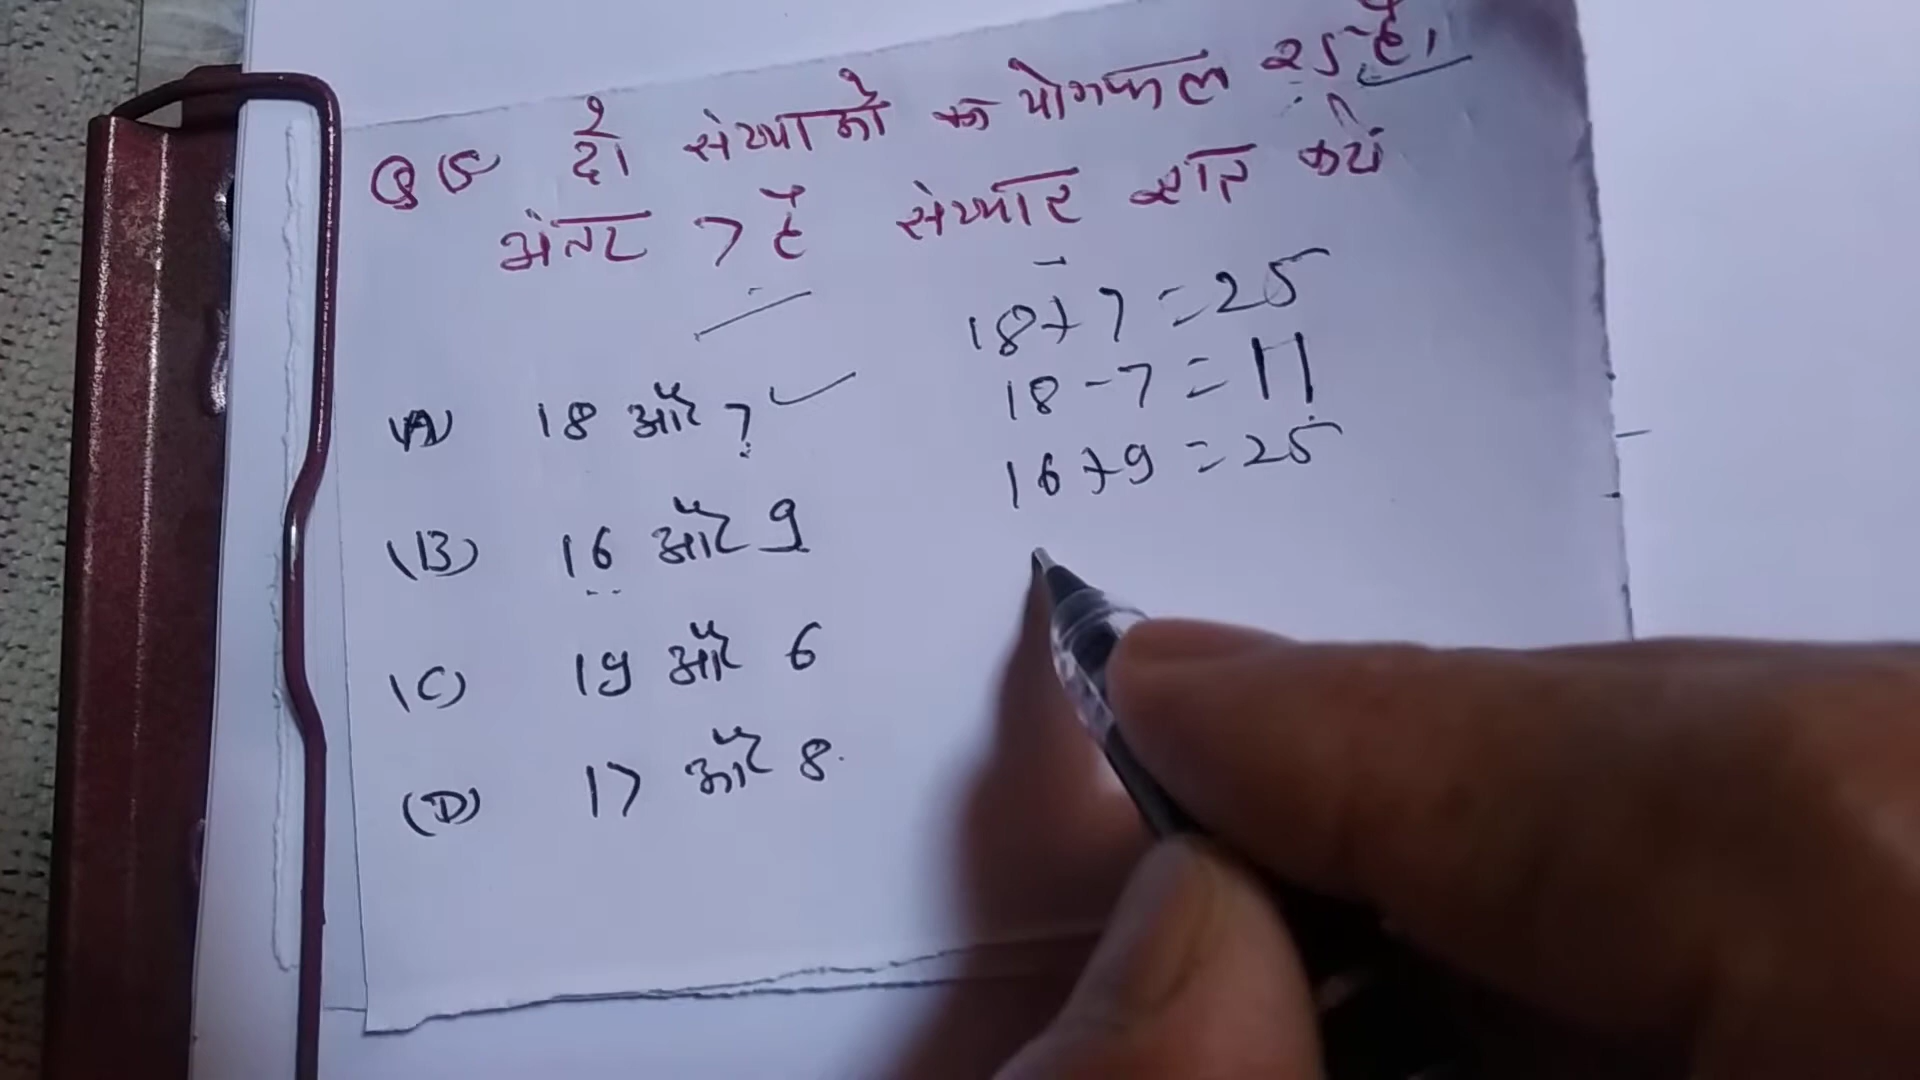 Q5 दो संख्याओ का योगफल 25 है।
अंतर 7 है संख्याए ज्ञात करो
18+7=25
18-7=11
16+9=25
(A) 18 और 7
(B) 16 और 9
(C) 19 और 6
(D) 17 और 8.